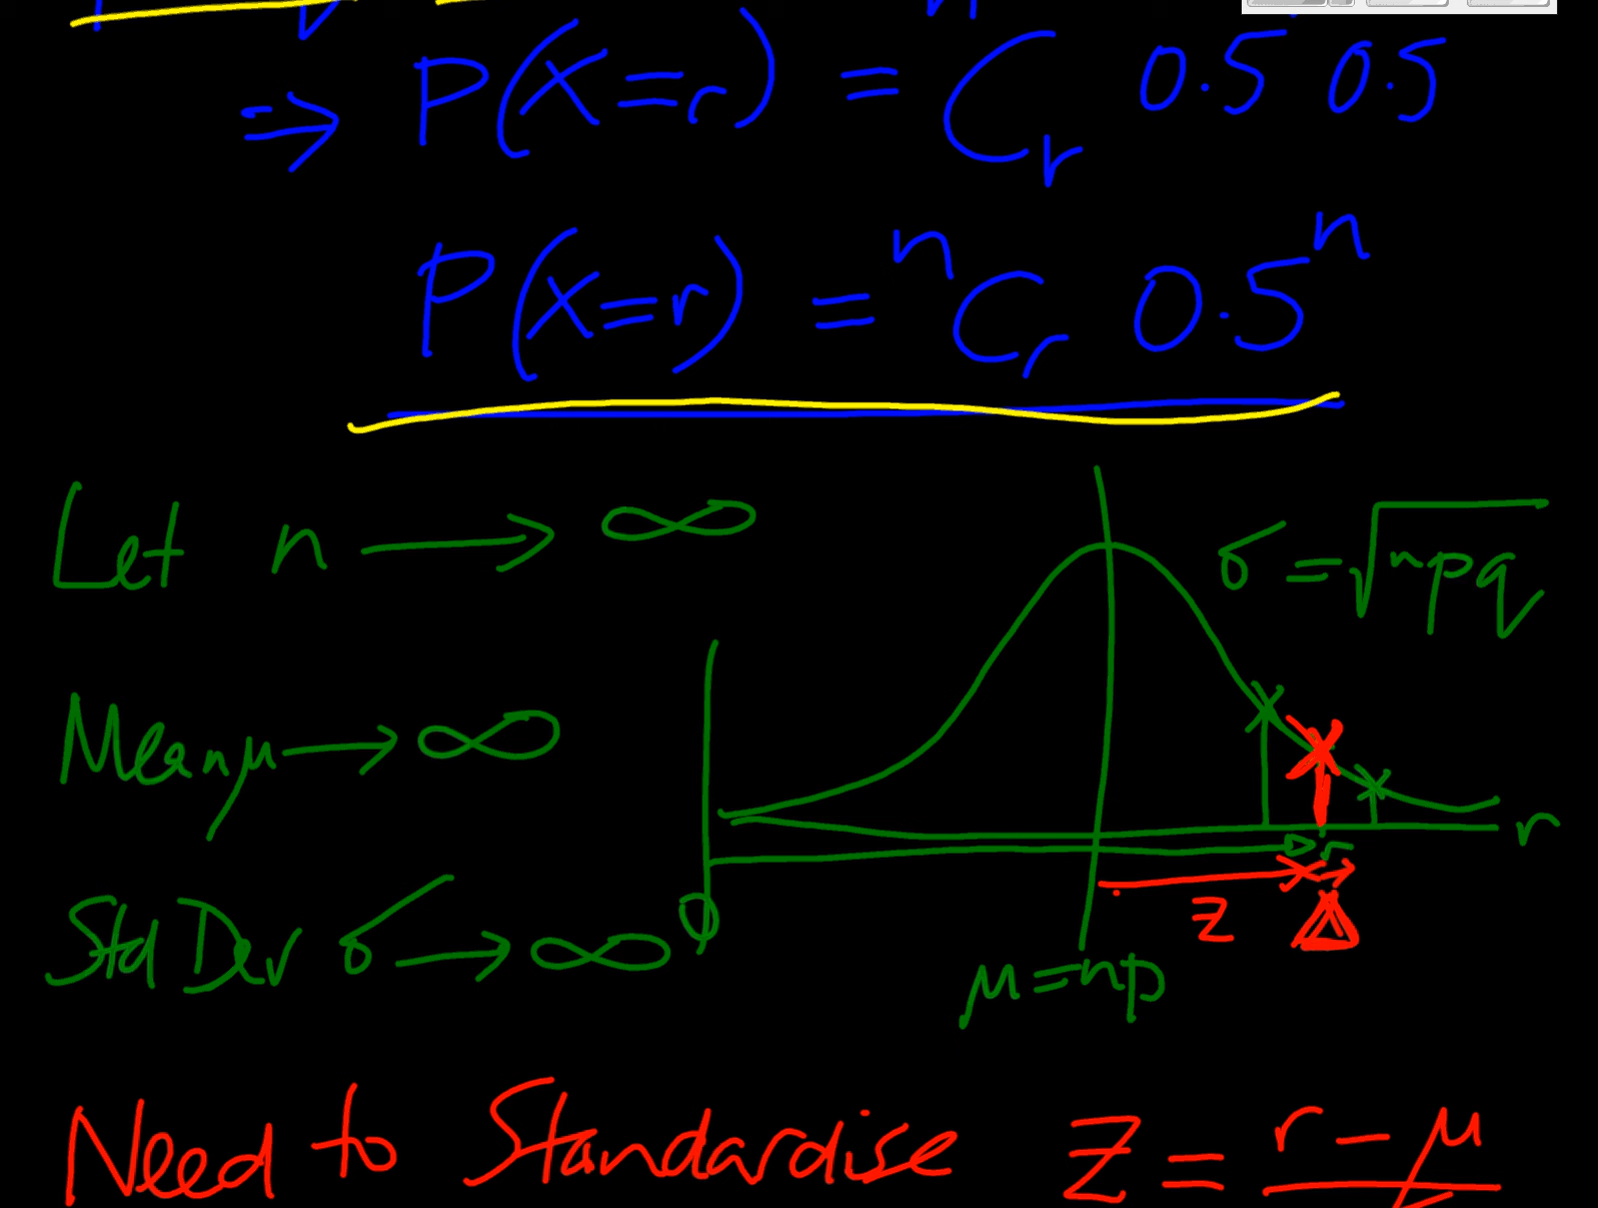 ⇒ P(X=r) = ⁿCᵣ 0.5 0.5
P(X=r) = ⁿCᵣ 0.5ⁿ
Let n → ∞
σ = √npq
Mean μ → ∞
r
r
Std Dev σ → ∞
0
Z
Δ
μ = np
Need to Standardise Z = r - μ